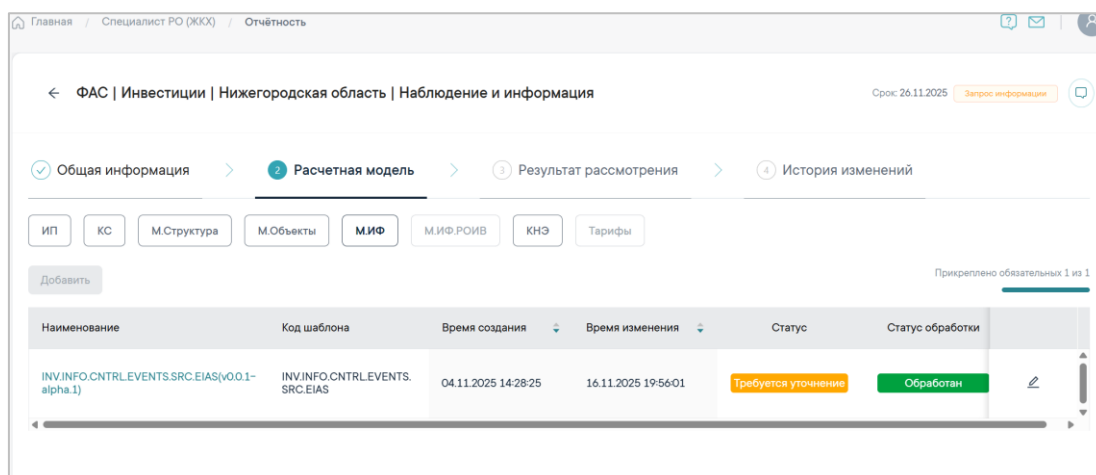 Главная / Специалист РО (ЖКХ) / Отчётность
ФАС | Инвестиции | Нижегородская область | Наблюдение и информация
Срок: 26.11.2025 Запрос информации
Общая информация 2 Расчетная модель 3 Результат рассмотрения 4 История изменений
ИП КС М.Структура М.Объекты М.ИФ М.ИФ.РОИВ КНЭ Тарифы
Добавить Прикреплено обязательных 1 из 1
Наименование Код шаблона Время создания Время изменения Статус Статус обработки
INV.INFO.CNTRL.EVENTS.SRC.EIAS(v0.0.1- INV.INFO.CNTRL.EVENTS. 04.11.2025 14:28:25 16.11.2025 19:56:01 Требуется уточнение Обработан
alpha.1) SRC.EIAS